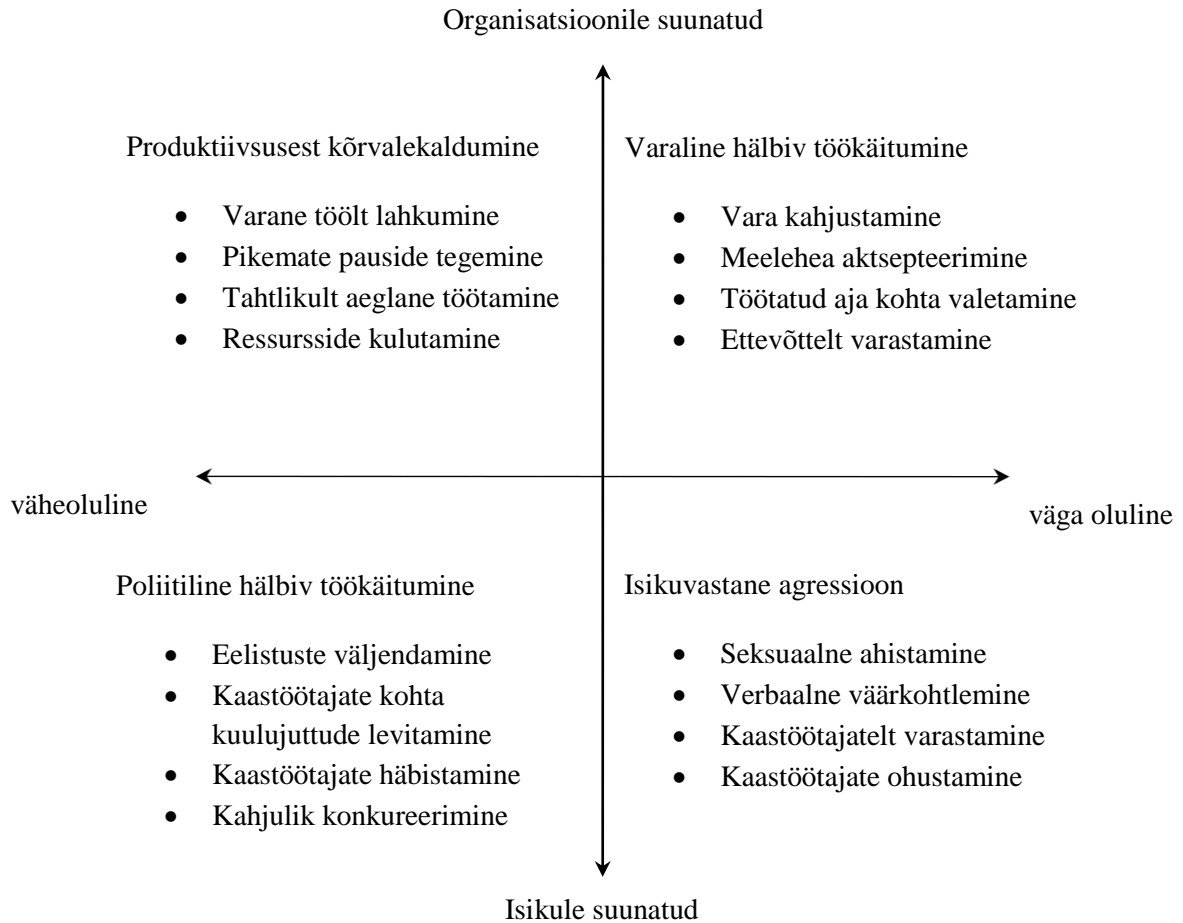 Organisatsioonile suunatud
Produktiivsusest kõrvalekaldumine
• Varane töölt lahkumine
• Pikemate pauside tegemine
• Tahtlikult aeglane töötamine
• Ressursside kulutamine
Varaline hälbiv töökäitumine
• Vara kahjustamine
• Meelehea aktsepteerimine
• Töötatud aja kohta valetamine
• Ettevõttelt varastamine
väheoluline
väga oluline
Poliitiline hälbiv töökäitumine
• Eelistuste väljendamine
• Kaastöötajate kohta
kuulujuttude levitamine
• Kaastöötajate häbistamine
• Kahjulik konkureerimine
Isikuvastane agressioon
• Seksuaalne ahistamine
• Verbaalne väärkohtlemine
• Kaastöötajatelt varastamine
• Kaastöötajate ohustamine
Isikule suunatud